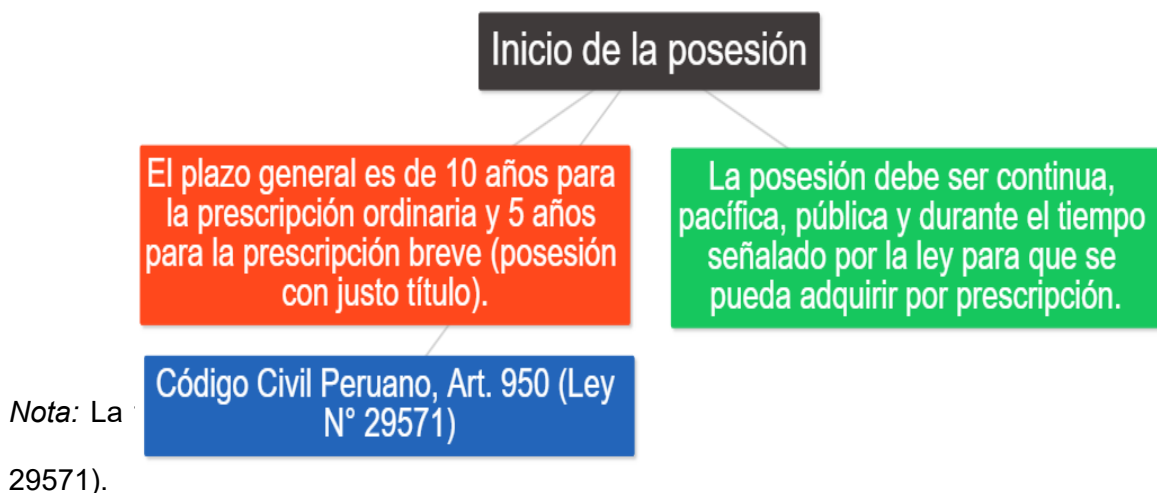 Inicio de la posesión
El plazo general es de 10 años para
la prescripción ordinaria y 5 años
para la prescripción breve (posesión
con justo título).
La posesión debe ser continua,
pacífica, pública y durante el tiempo
señalado por la ley para que se
pueda adquirir por prescripción.
Código Civil Peruano, Art. 950 (Ley
N° 29571)
Nota: La
29571).